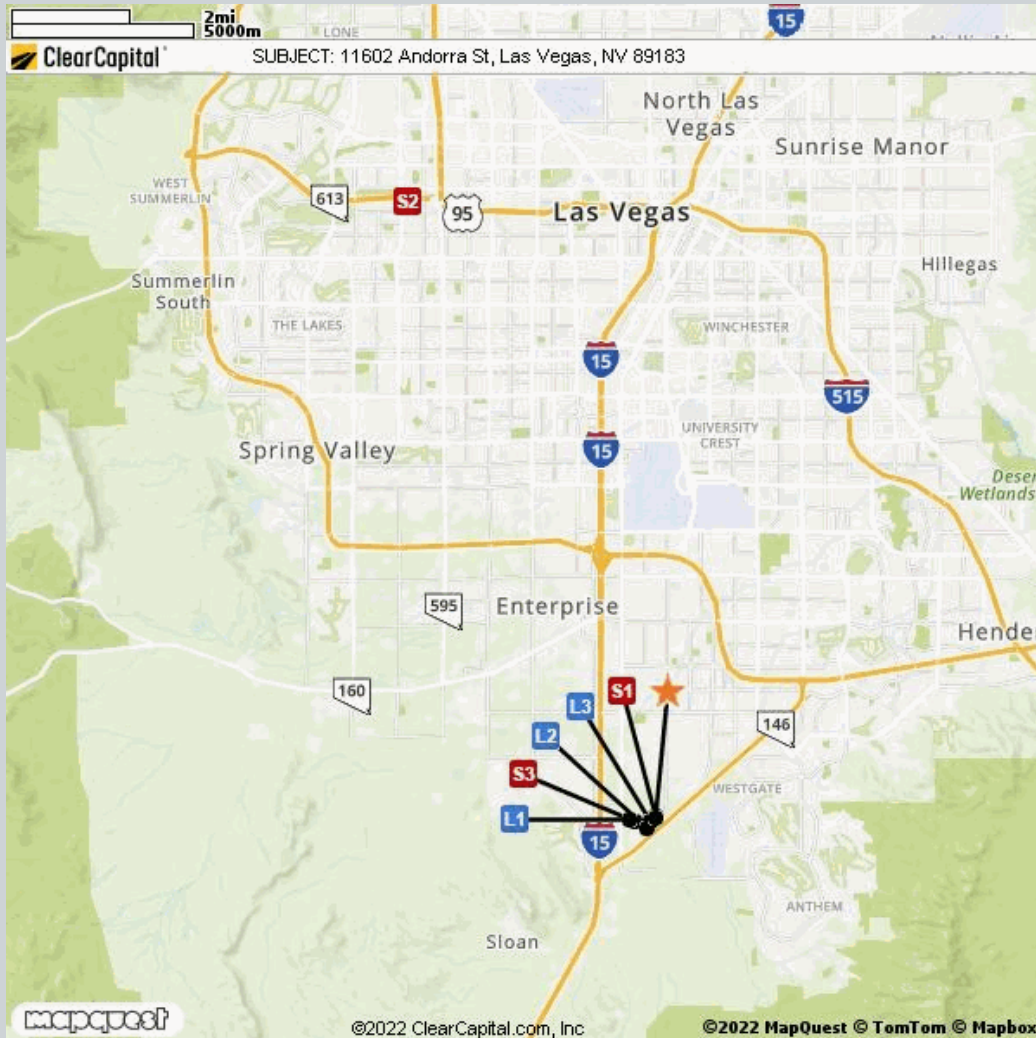 2mi
5000m
LONE
15
ClearCapital
SUBJECT: 11602 Andorra St, Las Vegas, NV 89183
North Las
Vegas
Sunrise Manor
WEST
SUMMERLIN
613
S2
95
Las Vegas
Hillegas
Summerlin
South
THE LAKES
WINCHESTER
15
515
UNIVERSITY
CREST
15
Spring Valley
Deser
Wetlands
595
Enterprise
Hende
160
S1
L3
146
L2
S3
WESTGATE
L1
15
ANTHEM
Sloan
mapquest
©2022 ClearCapital.com, Inc
©2022 MapQuest © TomTom © Mapbox